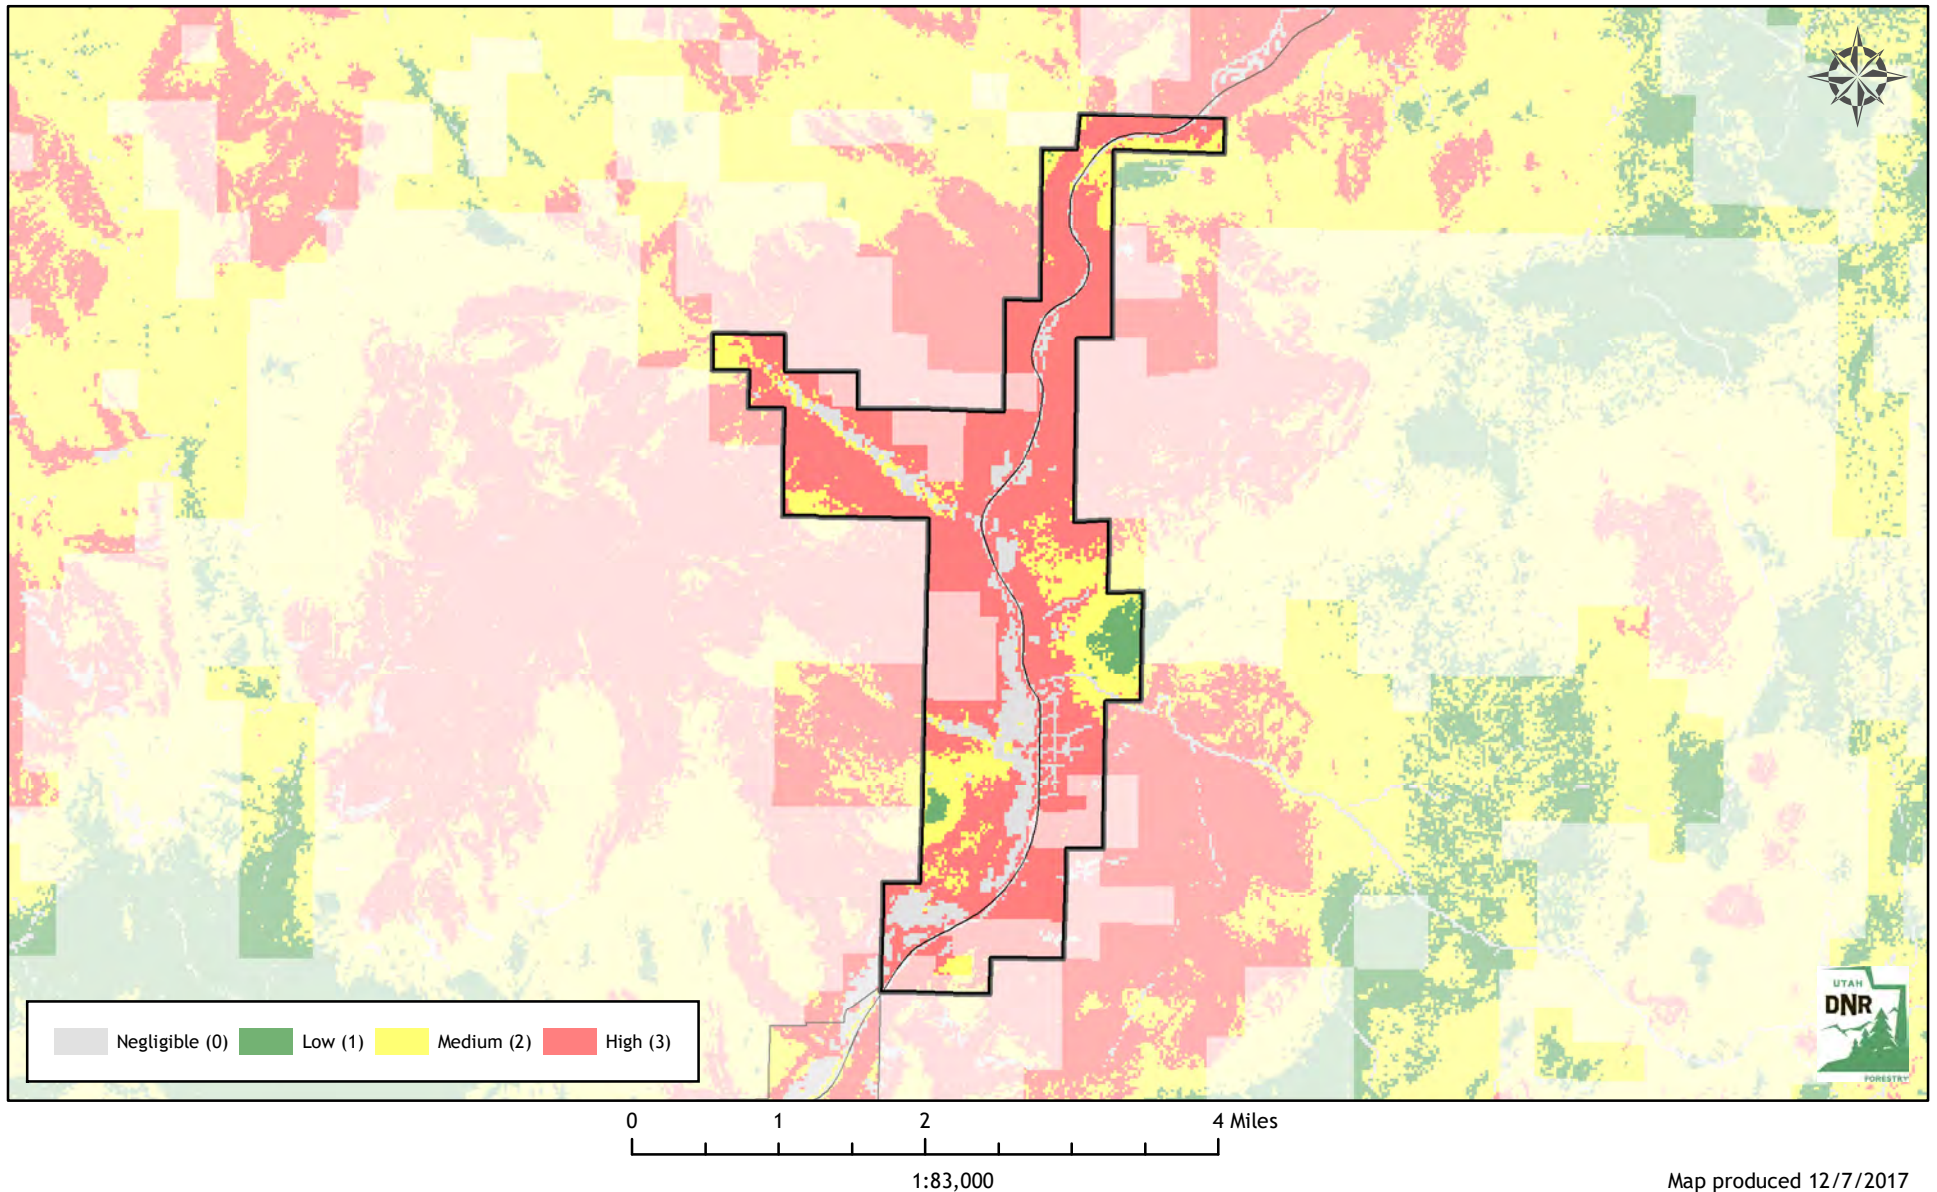 UTAH
DNR
FORESTRY
Negligible (0) Low (1) Medium (2) High (3)
0 1 2 4 Miles
1:83,000
Map produced 12/7/2017